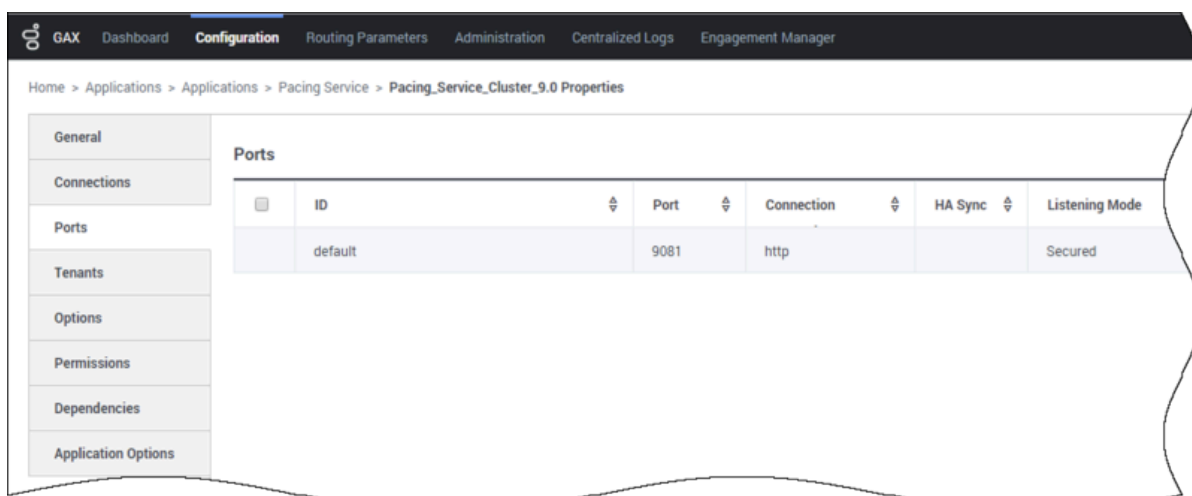 GAX Dashboard Configuration Routing Parameters Administration Centralized Logs Engagement Manager
Home > Applications > Applications > Pacing Service > Pacing_Service_Cluster_9.0 Properties
General
Connections
Ports
Tenants
Options
Permissions
Dependencies
Application Options
Ports
ID Port Connection HA Sync Listening Mode
default 9081 http Secured